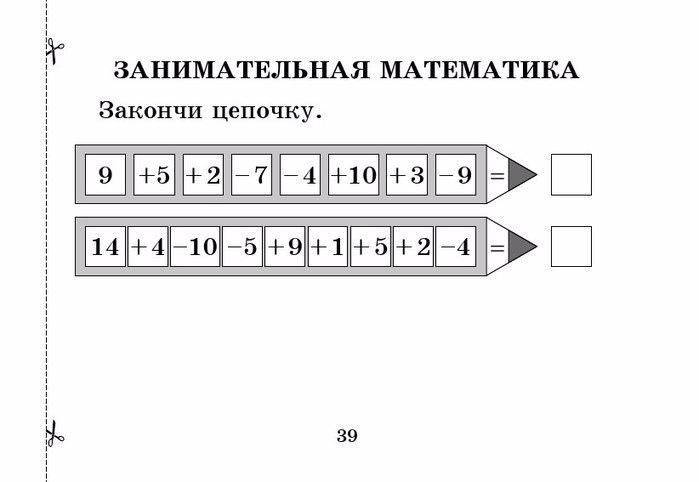 ЗАНИМАТЕЛЬНАЯ МАТЕМАТИКА
Закончи цепочку.
9 +5 +2 −7 −4 +10 +3 −9 =
14 +4 −10 −5 +9 +1 +5 +2 −4 =
39